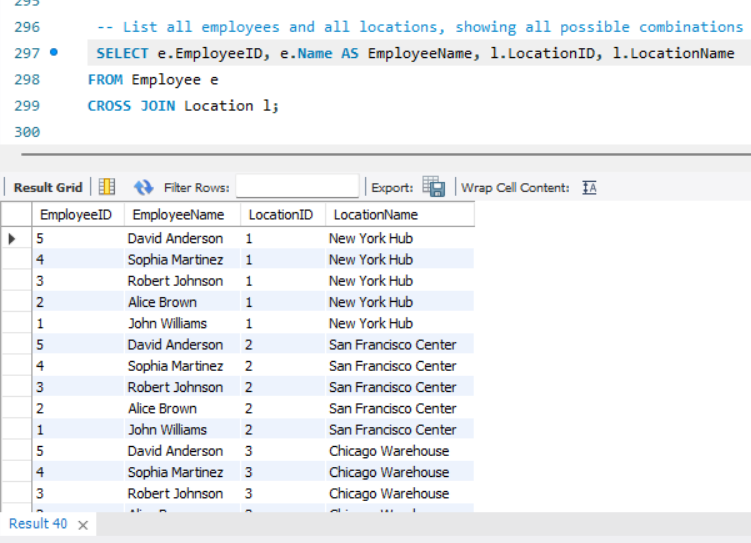 295
296 -- List all employees and all locations, showing all possible combinations
297 SELECT e.EmployeeID, e.Name AS EmployeeName, l.LocationID, l.LocationName
298 FROM Employee e
299 CROSS JOIN Location l;
300
Result Grid Filter Rows: Export: Wrap Cell Content: IA
EmployeeID EmployeeName LocationID LocationName
5 David Anderson 1 New York Hub
4 Sophia Martinez 1 New York Hub
3 Robert Johnson 1 New York Hub
2 Alice Brown 1 New York Hub
1 John Williams 1 New York Hub
5 David Anderson 2 San Francisco Center
4 Sophia Martinez 2 San Francisco Center
3 Robert Johnson 2 San Francisco Center
2 Alice Brown 2 San Francisco Center
1 John Williams 2 San Francisco Center
5 David Anderson 3 Chicago Warehouse
4 Sophia Martinez 3 Chicago Warehouse
3 Robert Johnson 3 Chicago Warehouse
Result 40